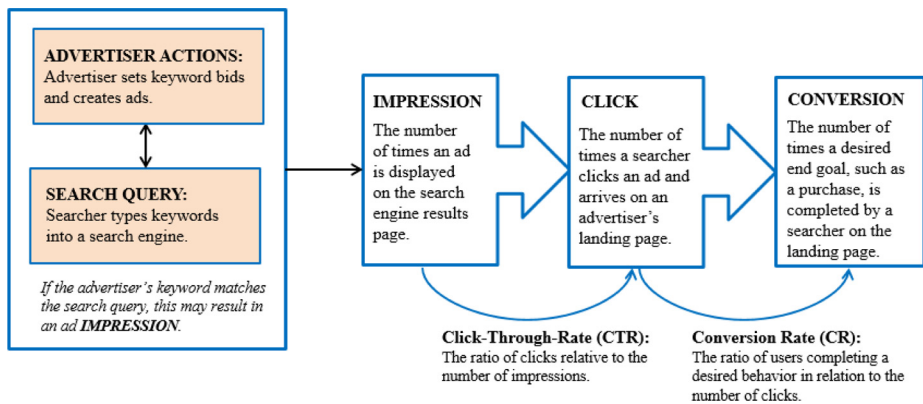 ADVERTISER ACTIONS:
Advertiser sets keyword bids
and creates ads.
SEARCH QUERY:
Searcher types keywords
into a search engine.
If the advertiser's keyword matches
the search query, this may result in
an ad IMPRESSION.
IMPRESSION
The number
of times an ad
is displayed
on the search
engine results
page.
CLICK
The number of
times a searcher
clicks an ad and
arrives on an
advertiser's
landing page.
CONVERSION
The number of
times a desired
end goal, such as
a purchase, is
completed by a
searcher on the
landing page.
Click-Through-Rate (CTR):
The ratio of clicks relative to the
number of impressions.
Conversion Rate (CR):
The ratio of users completing a
desired behavior in relation to the
number of clicks.